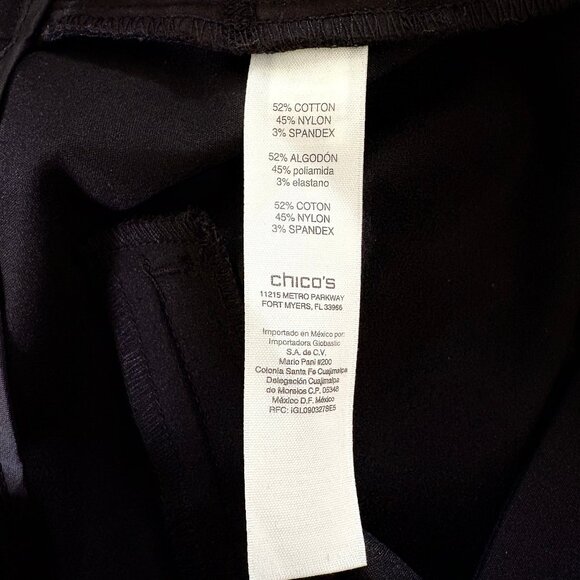 52% COTTON
45% NYLON
3% SPANDEX
52% ALGODÓN
45% poliamida
3% elastano
52% COTON
45% NYLON
3% SPANDEX
chico's
11215 METRO PARKWAY
FORT MYERS, FL 33966
Importado en México por:
Importadora Globastic
S.A. de C.V.
Mario Pani #200
Colonia Santa Fe Cuajimalpa
Delegación Cuajimalpa
de Morelos C.P. 05348
México D.F. México
RFC: IGL090327BE5